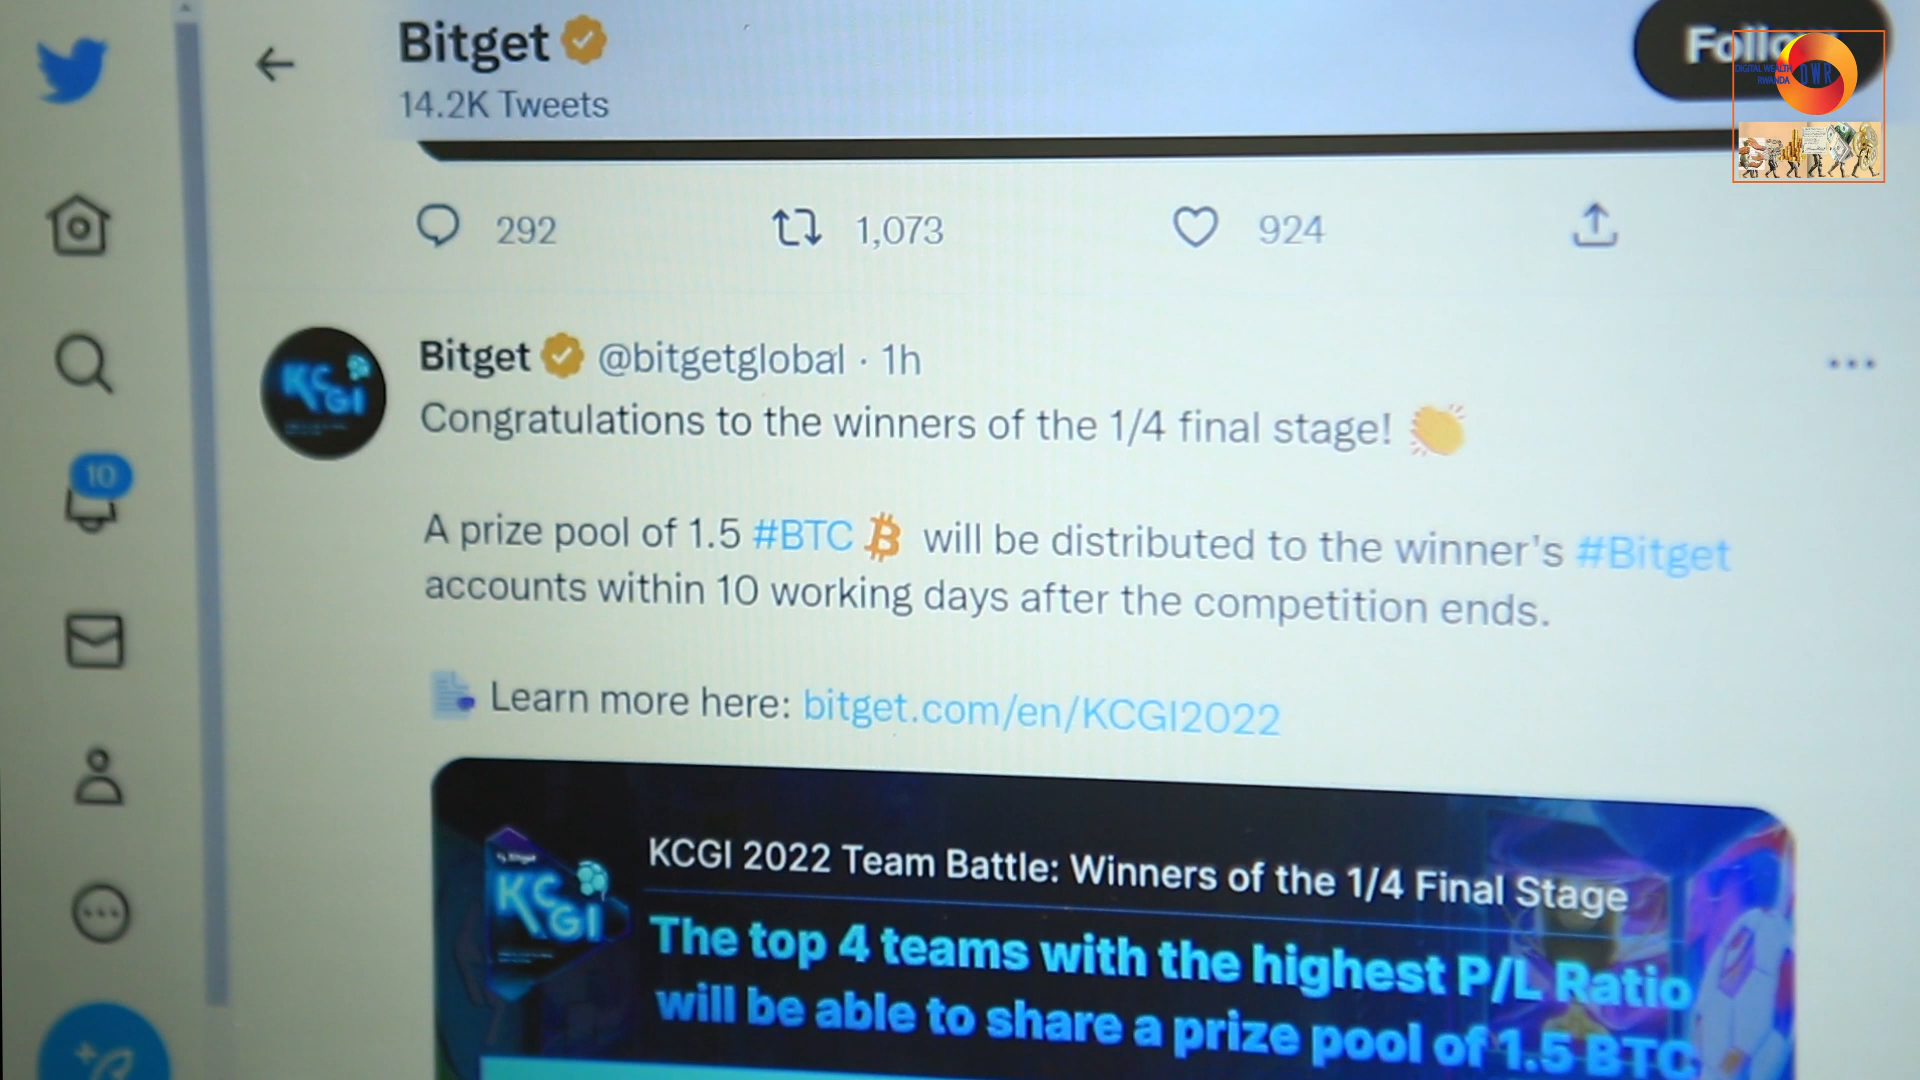 Bitget
14.2K Tweets
DIGITAL WEALTH
RWANDA
DWR
292 1,073 924
10
KCGI
Bitget @bitgetglobal · 1h
Congratulations to the winners of the 1/4 final stage! 👏
A prize pool of 1.5 #BTC will be distributed to the winner's #Bitget
accounts within 10 working days after the competition ends.
Learn more here: bitget.com/en/KCGI2022
Bitget
KCGI
KCGI 2022 Team Battle: Winners of the 1/4 Final Stage
The top 4 teams with the highest P/L Ratio
will be able to share a prize pool of 1.5 BTC